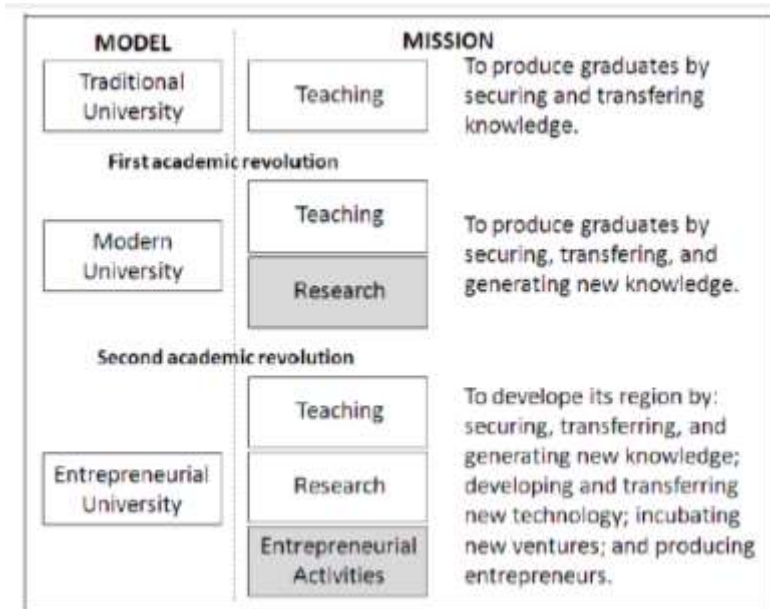 MODEL
MISSION
Traditional
University
Teaching
To produce graduates by
securing and transfering
knowledge.
First academic revolution
Modern
University
Teaching
Research
To produce graduates by
securing, transfering, and
generating new knowledge.
Second academic revolution
Entrepreneurial
University
Teaching
Research
Entrepreneurial
Activities
To develope its region by:
securing, transferring, and
generating new knowledge;
developing and transferring
new technology; incubating
new ventures; and producing
entrepreneurs.